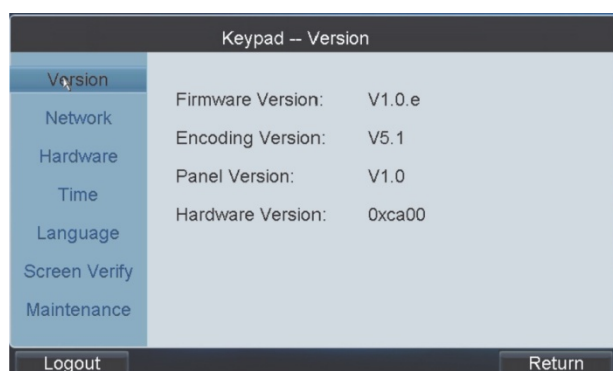 Keypad -- Version
Version
Network
Hardware
Time
Language
Screen Verify
Maintenance
Firmware Version: V1.0.e
Encoding Version: V5.1
Panel Version: V1.0
Hardware Version: 0xca00
Logout
Return